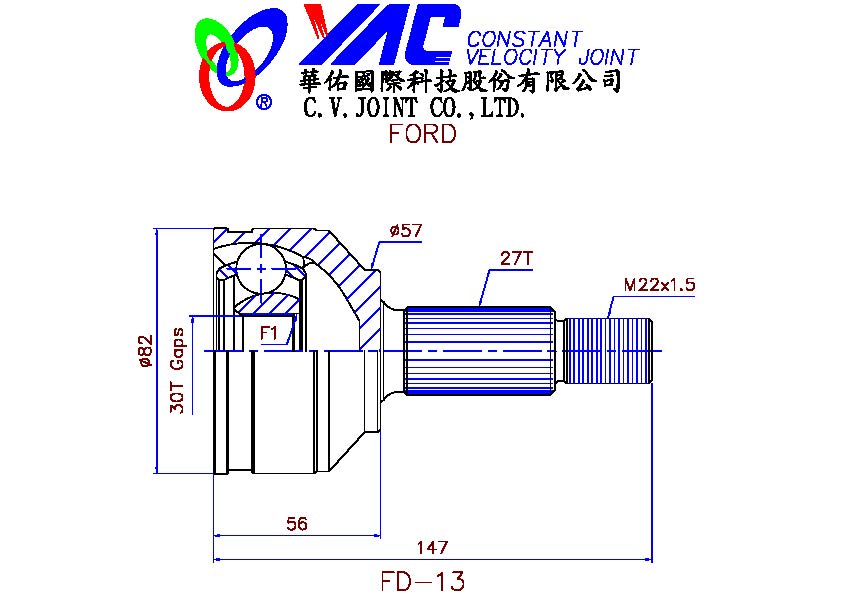 YAC CONSTANT
VELOCITY JOINT
®
華佑國際科技股份有限公司
C.V.JOINT CO.,LTD.
FORD
ø57
27T
M22x1.5
F1
ø82
30T Gaps
56
147
FD-13